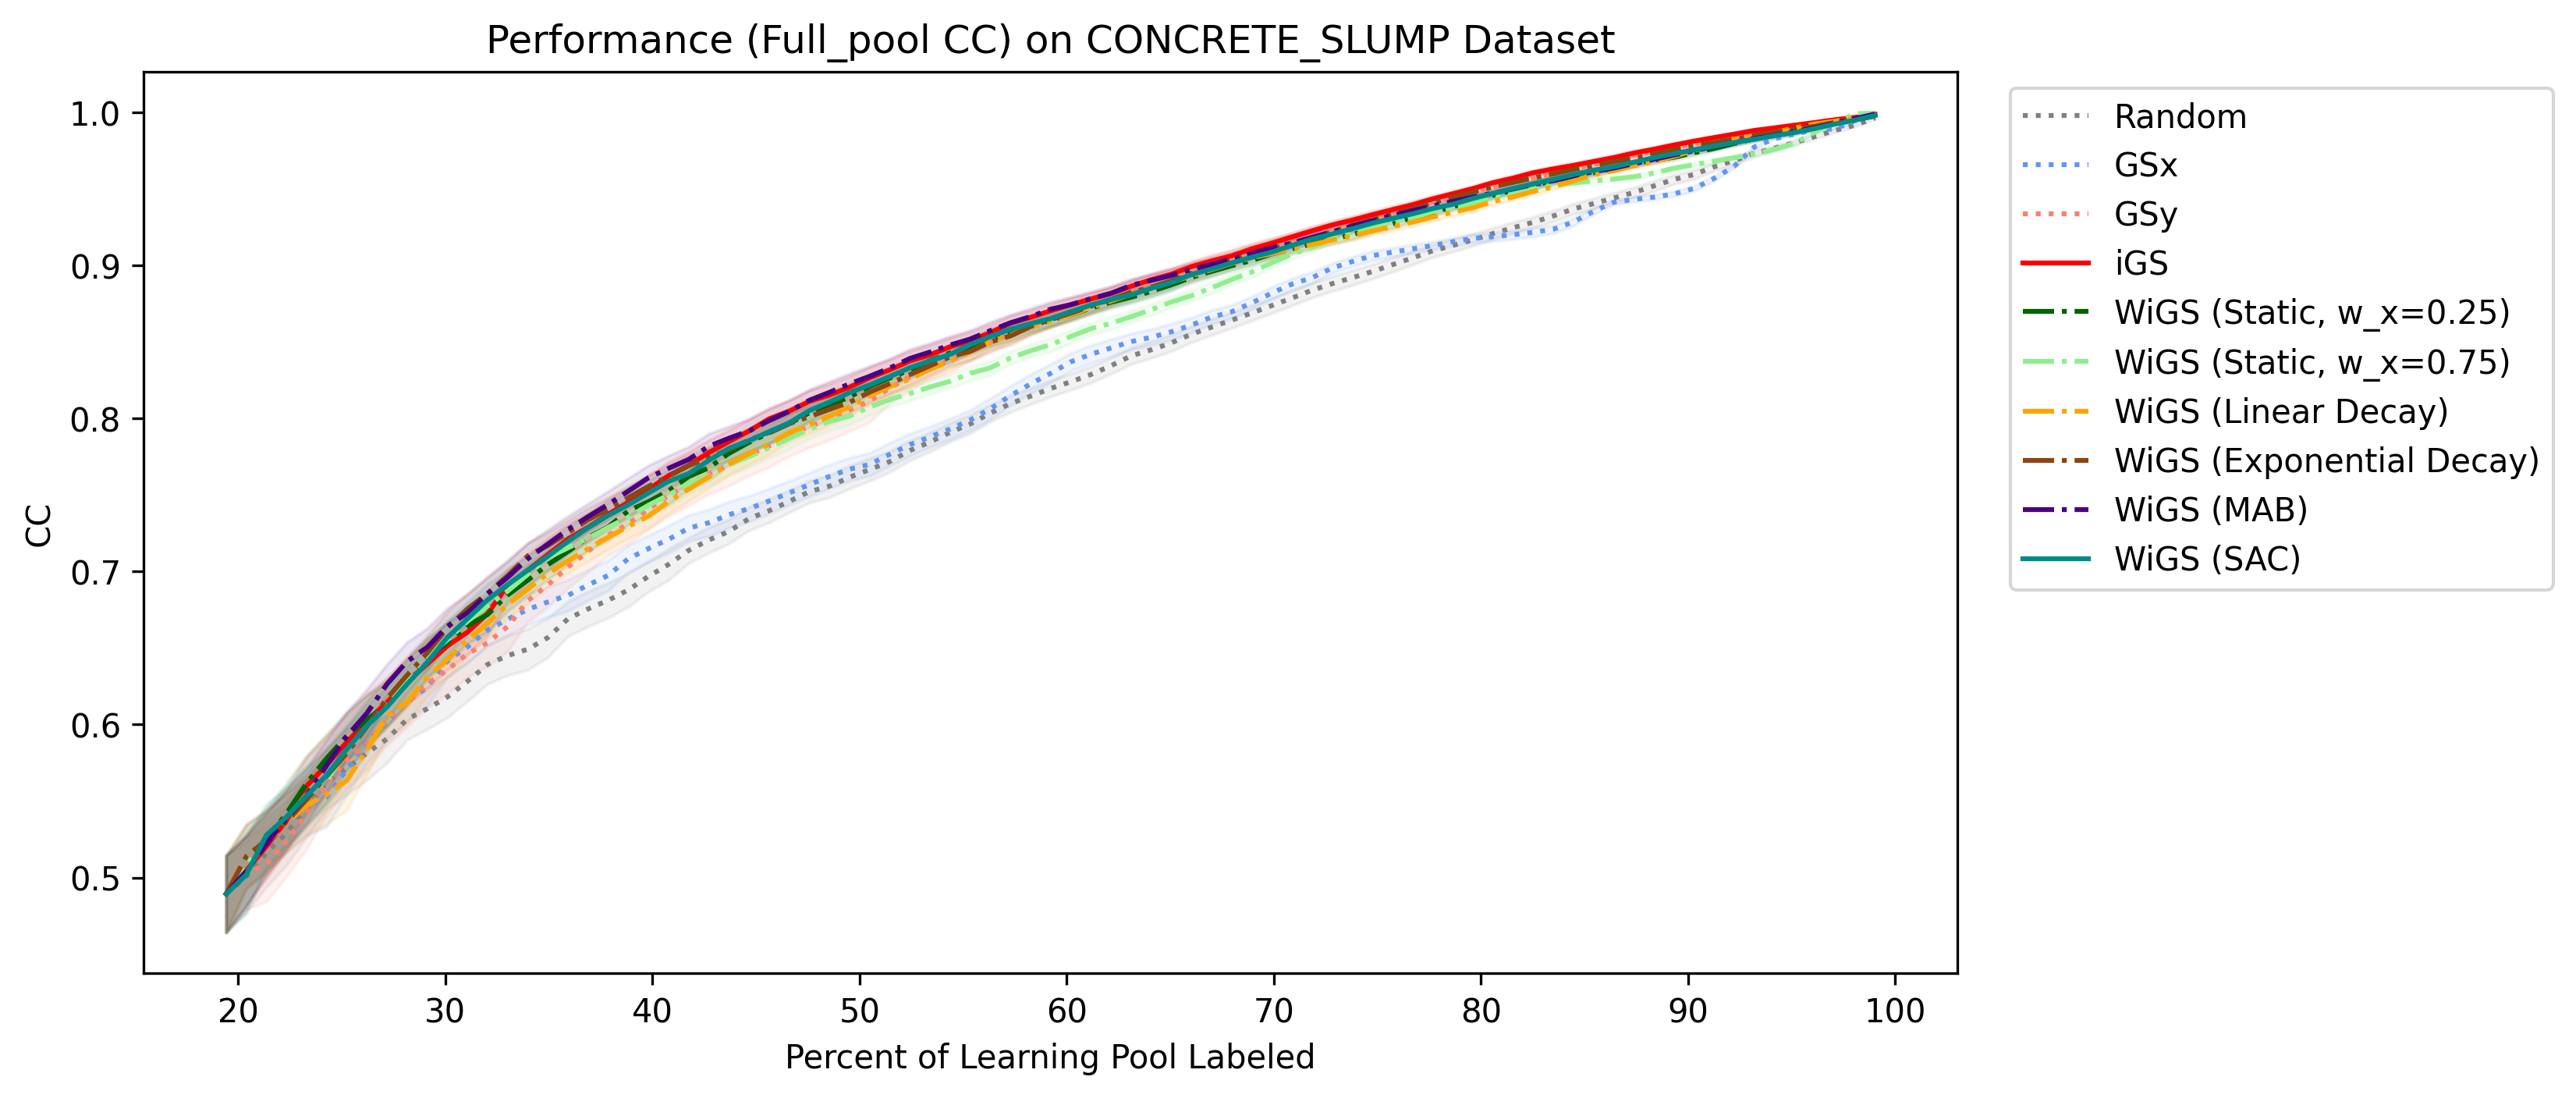 Performance (Full_pool CC) on CONCRETE_SLUMP Dataset
CC
1.0
0.9
0.8
0.7
0.6
0.5
20 30 40 50 60 70 80 90 100
Percent of Learning Pool Labeled
Random
GSx
GSy
iGS
WiGS (Static, w_x=0.25)
WiGS (Static, w_x=0.75)
WiGS (Linear Decay)
WiGS (Exponential Decay)
WiGS (MAB)
WiGS (SAC)